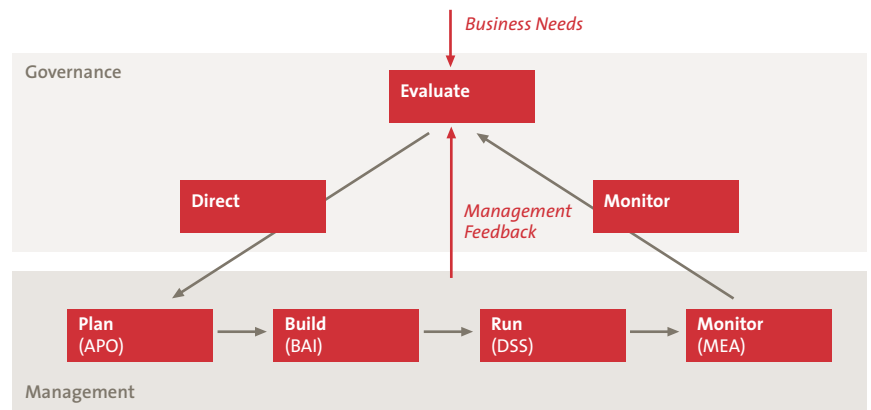 Business Needs
Governance
Evaluate
Direct
Management
Feedback
Monitor
Plan
(APO)
Build
(BAI)
Run
(DSS)
Monitor
(MEA)
Management